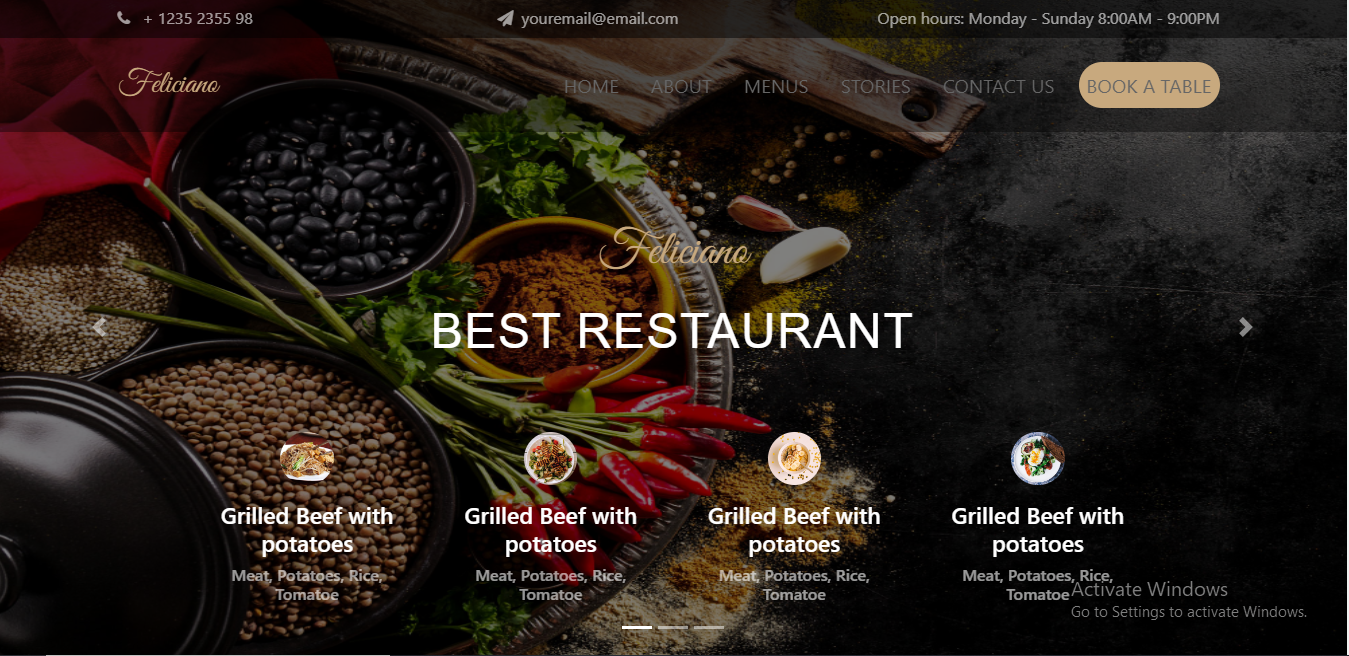 + 1235 2355 98
youremail@email.com
Open hours: Monday - Sunday 8:00AM - 9:00PM
Feliciano
HOME
ABOUT
MENUS
STORIES
CONTACT US
BOOK A TABLE
Feliciano
BEST RESTAURANT
Grilled Beef with
potatoes
Meat, Potatoes, Rice,
Tomatoe
Grilled Beef with
potatoes
Meat, Potatoes, Rice,
Tomatoe
Grilled Beef with
potatoes
Meat, Potatoes, Rice,
Tomatoe
Grilled Beef with
potatoes
Meat, Potatoes, Rice,
Tomatoe
Activate Windows
Go to Settings to activate Windows.